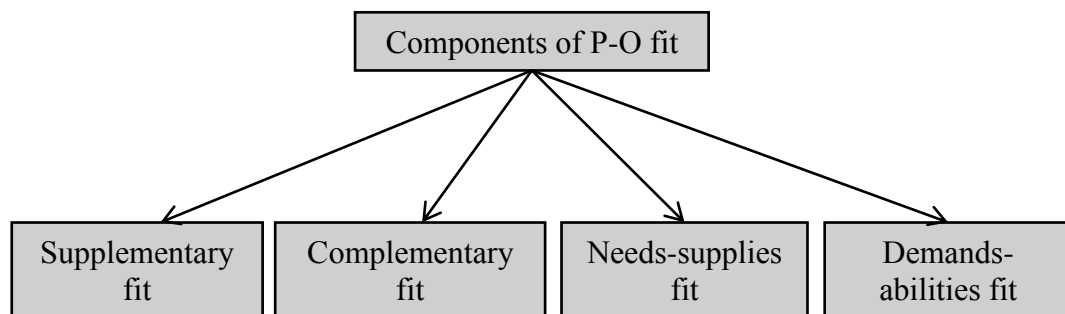 Components of P-O fit
Supplementary
fit
Complementary
fit
Needs-supplies
fit
Demands-
abilities fit